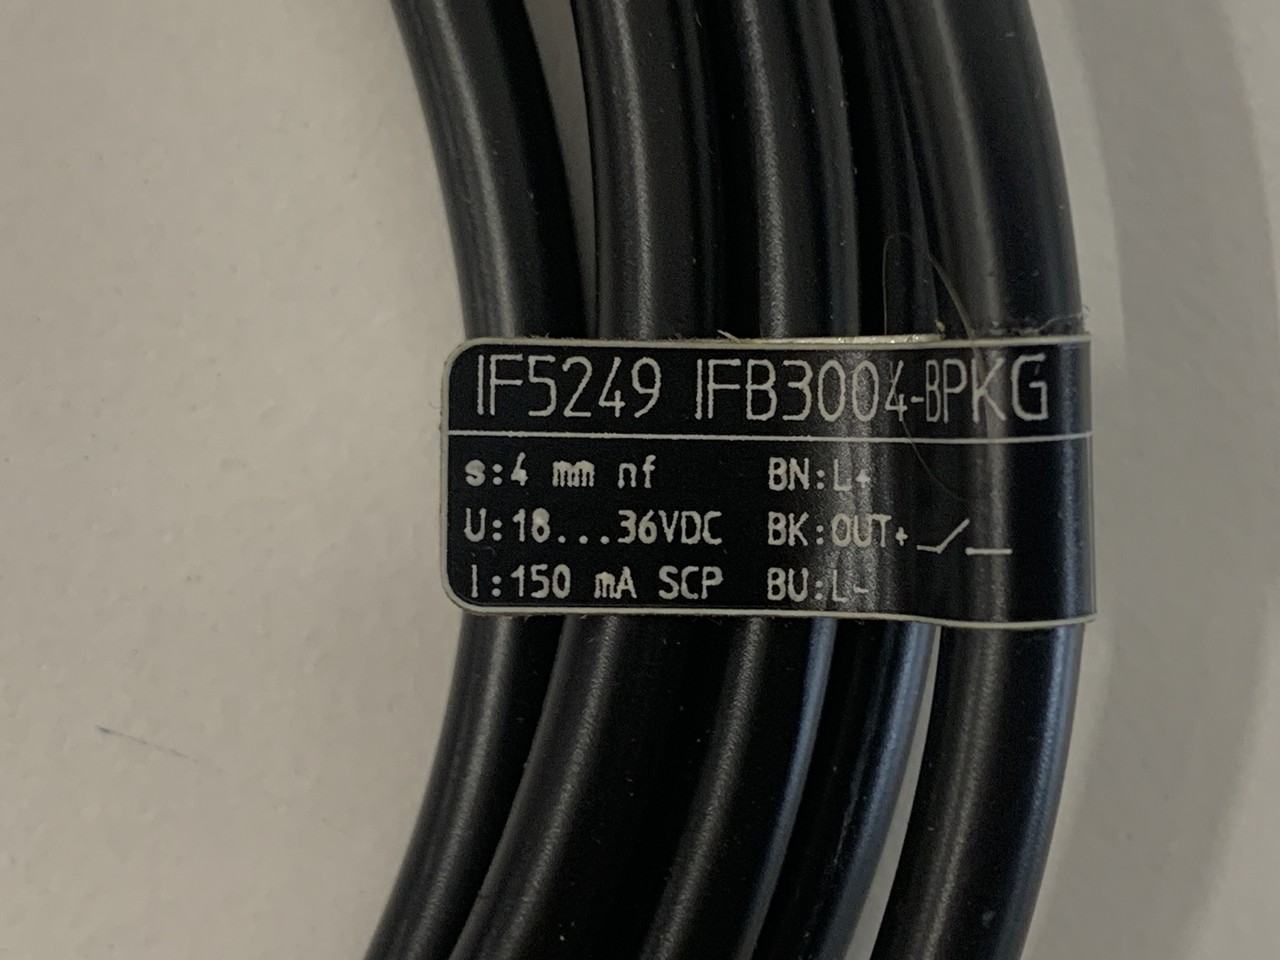 IF5249 IFB3004-BPKG
s:4 mm nf BN:L+
U:18...36VDC BK:OUT+
I:150 mA SCP BU:L-